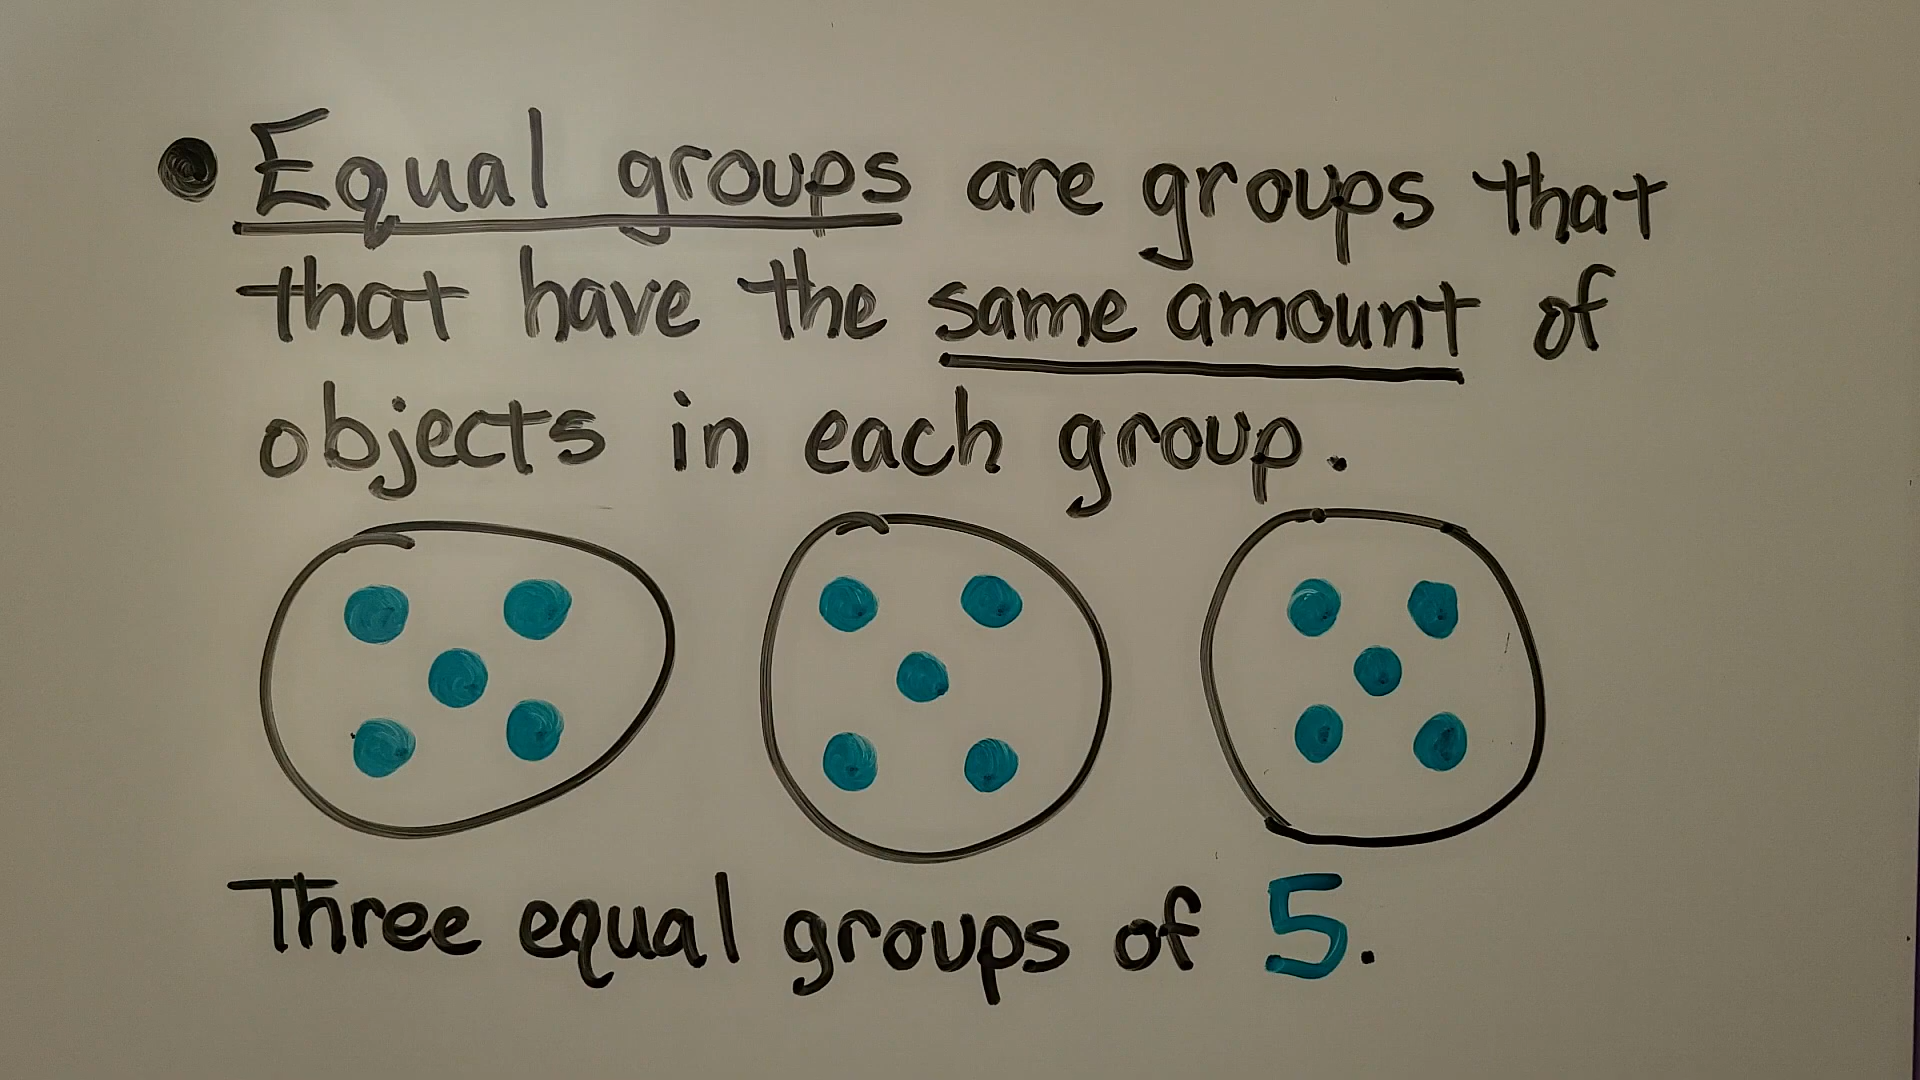 Equal groups are groups that
that have the same amount of
objects in each group.
Three equal groups of 5.